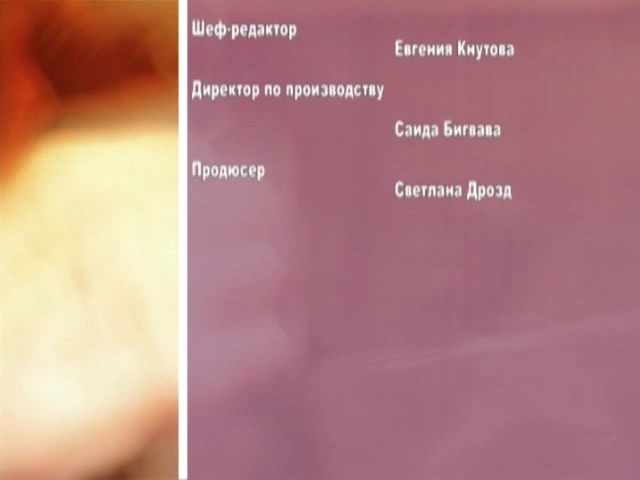 Шеф-редактор
Евгения Кнутова
Директор по производству
Саида Бигвава
Продюсер
Светлана Дрозд